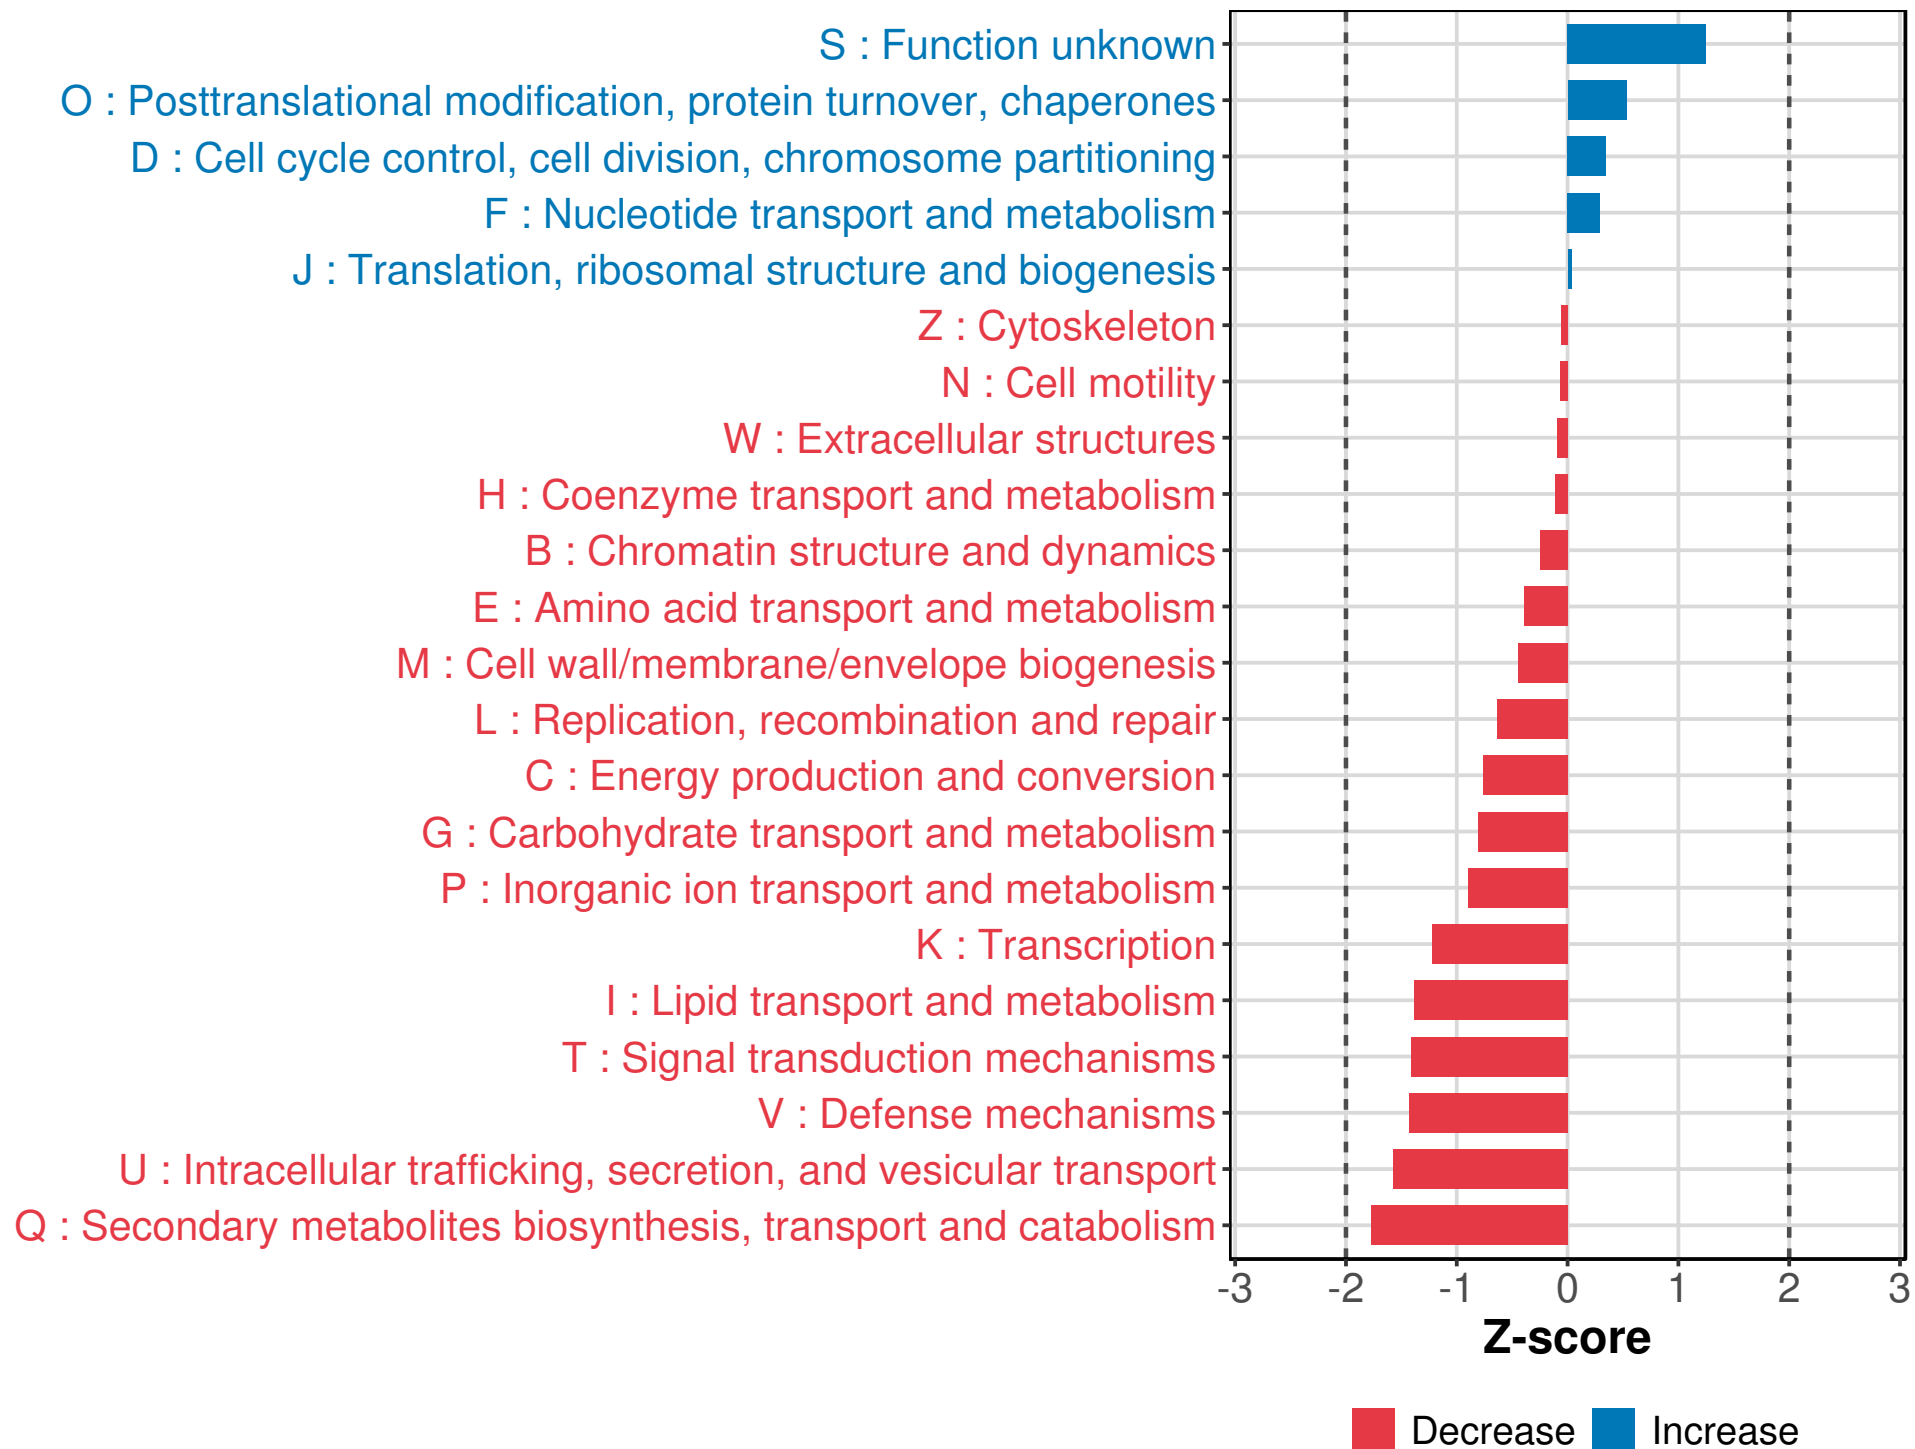 S : Function unknown
O : Posttranslational modification, protein turnover, chaperones
D : Cell cycle control, cell division, chromosome partitioning
F : Nucleotide transport and metabolism
J : Translation, ribosomal structure and biogenesis
Z : Cytoskeleton
N : Cell motility
W : Extracellular structures
H : Coenzyme transport and metabolism
B : Chromatin structure and dynamics
E : Amino acid transport and metabolism
M : Cell wall/membrane/envelope biogenesis
L : Replication, recombination and repair
C : Energy production and conversion
G : Carbohydrate transport and metabolism
P : Inorganic ion transport and metabolism
K : Transcription
I : Lipid transport and metabolism
T : Signal transduction mechanisms
V : Defense mechanisms
U : Intracellular trafficking, secretion, and vesicular transport
Q : Secondary metabolites biosynthesis, transport and catabolism
-3 -2 -1 0 1 2 3
Z-score
Decrease Increase